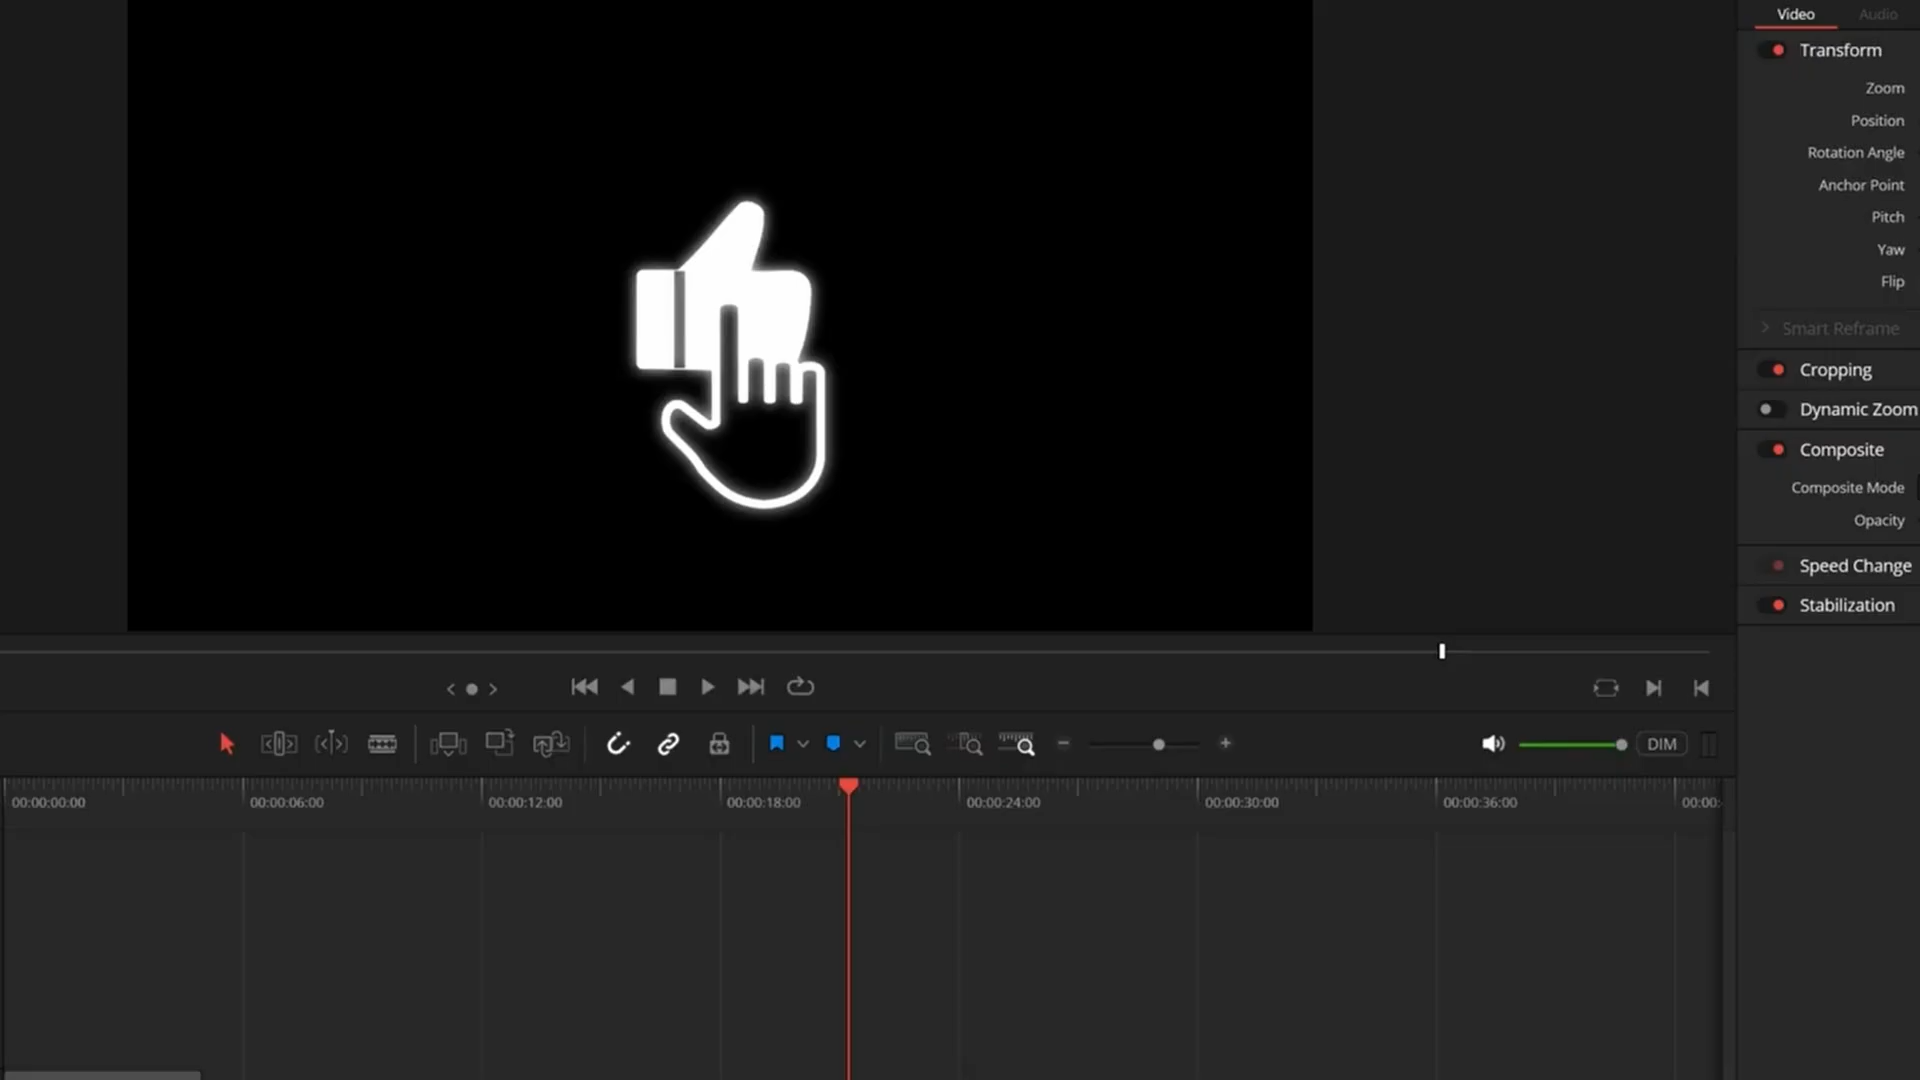 Video Audio
Transform
Zoom
Position
Rotation Angle
Anchor Point
Pitch
Yaw
Flip
Smart Reframe
Cropping
Dynamic Zoom
Composite
Composite Mode
Opacity
Speed Change
Stabilization
DIM
00:00:00:00 00:00:06:00 00:00:12:00 00:00:18:00 00:00:24:00 00:00:30:00 00:00:36:00 00:00: